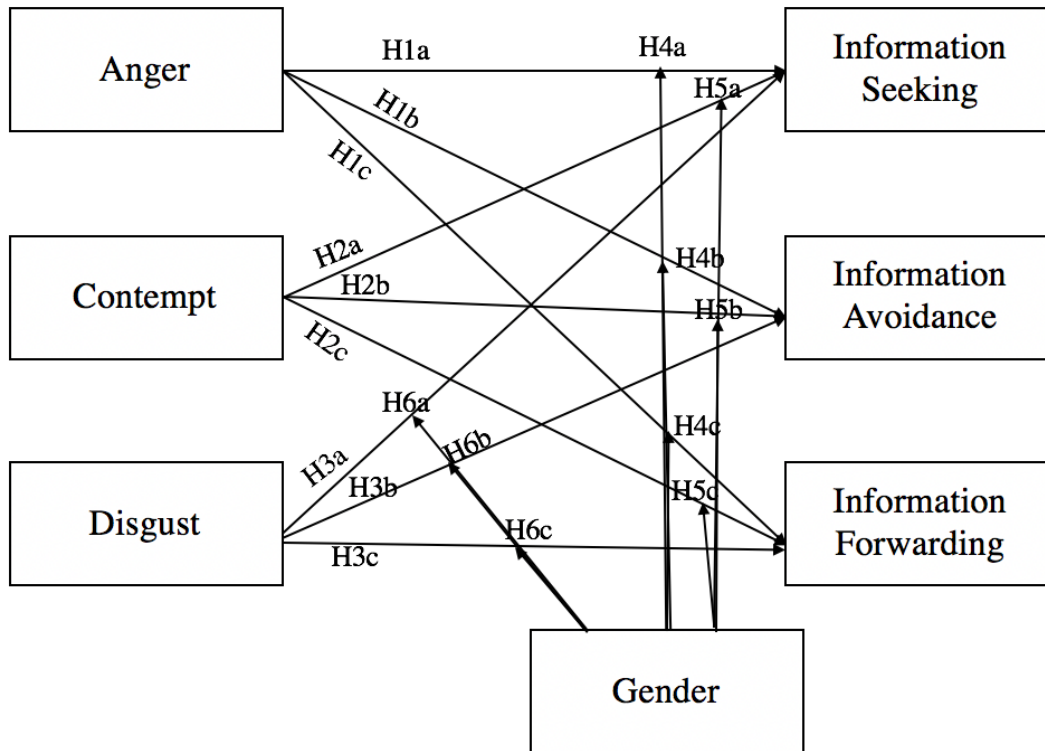 Anger
H1a
H4a
Information
Seeking
H5a
H1b
H1c
Contempt
H2a
H2b
H2c
H4b
H5b
Information
Avoidance
H6a
H6b
H4c
H3a
H3b
H5c
Disgust
H6c
H3c
Information
Forwarding
Gender